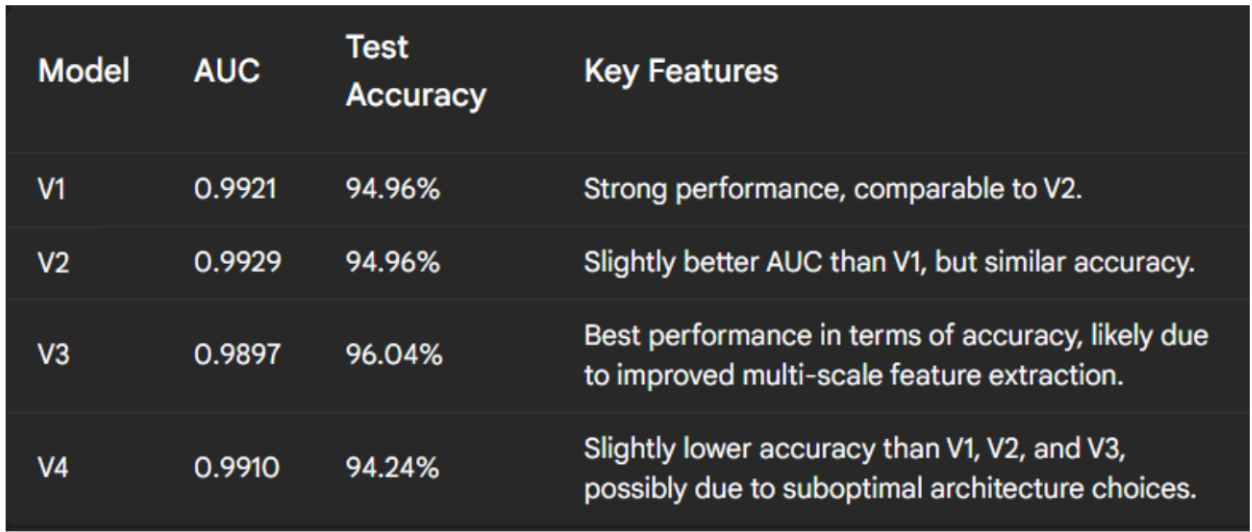 Model AUC Test Accuracy Key Features
V1 0.9921 94.96% Strong performance, comparable to V2.
V2 0.9929 94.96% Slightly better AUC than V1, but similar accuracy.
V3 0.9897 96.04% Best performance in terms of accuracy, likely due
to improved multi-scale feature extraction.
V4 0.9910 94.24% Slightly lower accuracy than V1, V2, and V3,
possibly due to suboptimal architecture choices.